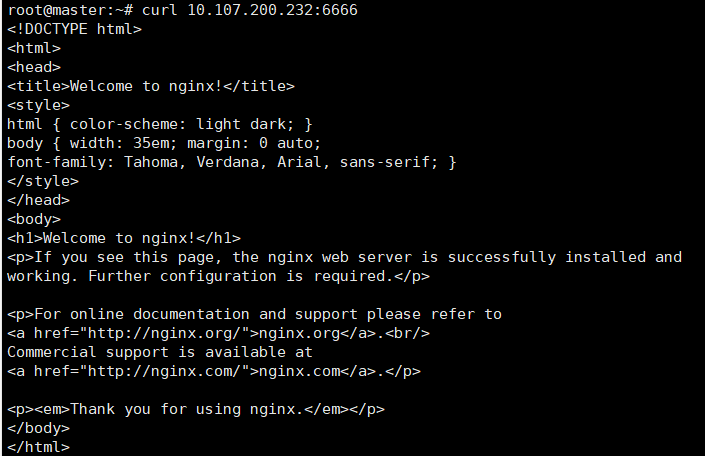 root@master:~# curl 10.107.200.232:6666
<!DOCTYPE html>
<html>
<head>
<title>Welcome to nginx!</title>
<style>
html { color-scheme: light dark; }
body { width: 35em; margin: 0 auto;
font-family: Tahoma, Verdana, Arial, sans-serif; }
</style>
</head>
<body>
<h1>Welcome to nginx!</h1>
<p>If you see this page, the nginx web server is successfully installed and
working. Further configuration is required.</p>

<p>For online documentation and support please refer to
<a href="http://nginx.org/">nginx.org</a>.<br/>
Commercial support is available at
<a href="http://nginx.com/">nginx.com</a>.</p>

<p><em>Thank you for using nginx.</em></p>
</body>
</html>